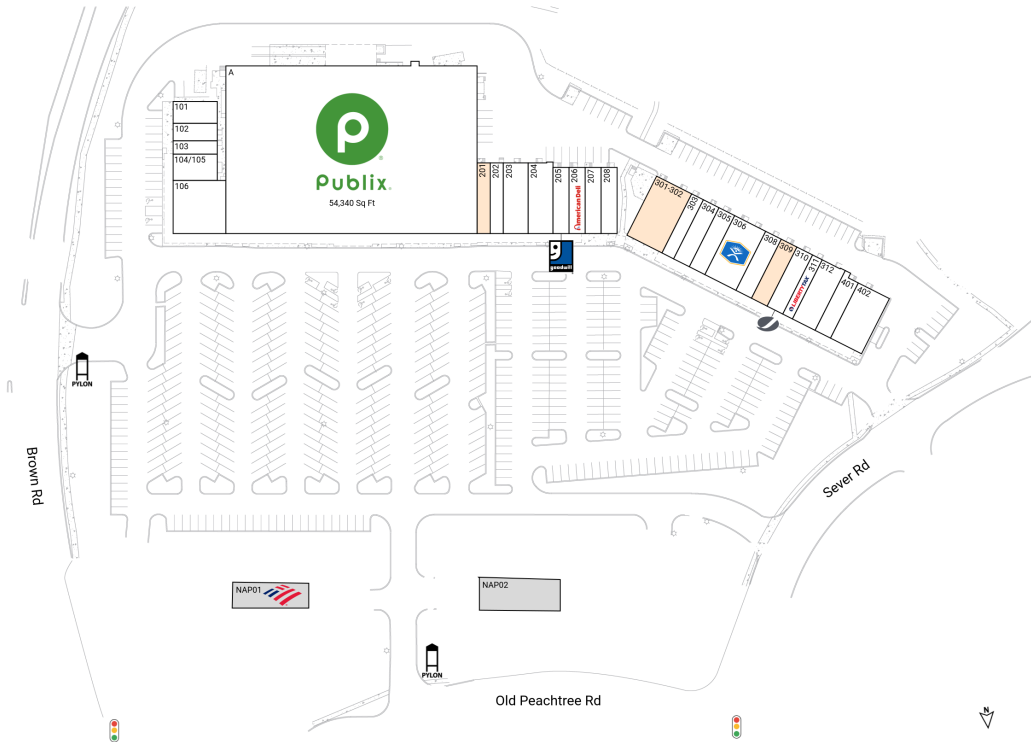 A
101
102
103
104/105
106
Publix
54,340 Sq Ft
201
202
203
204
205
206
AmericanDeli
207
208
goodwill
301-302
303
304
305
306
308
309
310
LIBERTY TAX
311
312
401
402
PYLON
Brown Rd
Sever Rd
NAP01
NAP02
PYLON
Old Peachtree Rd
N